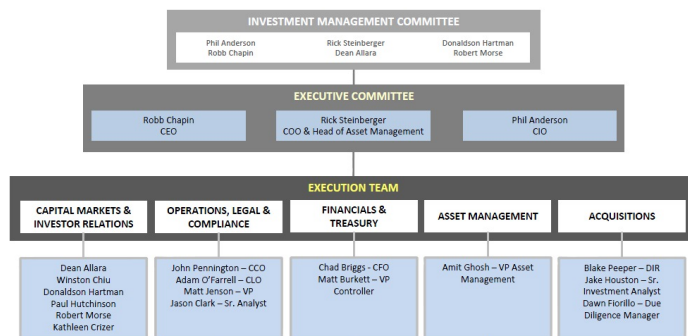 INVESTMENT MANAGEMENT COMMITTEE
Phil Anderson
Robb Chapin
Rick Steinberger
Dean Allara
Donaldson Hartman
Robert Morse
EXECUTIVE COMMITTEE
Robb Chapin
CEO
Rick Steinberger
COO & Head of Asset Management
Phil Anderson
CIO
EXECUTION TEAM
CAPITAL MARKETS &
INVESTOR RELATIONS
OPERATIONS, LEGAL &
COMPLIANCE
FINANCIALS &
TREASURY
ASSET MANAGEMENT
ACQUISITIONS
Dean Allara
Winston Chiu
Donaldson Hartman
Paul Hutchinson
Robert Morse
Kathleen Crizer
John Pennington – CCO
Adam O'Farrell – CLO
Matt Jenson – VP
Jason Clark – Sr. Analyst
Chad Briggs - CFO
Matt Burkett – VP
Controller
Amit Ghosh – VP Asset
Management
Blake Peeper – DIR
Jake Houston – Sr.
Investment Analyst
Dawn Fiorillo – Due
Diligence Manager